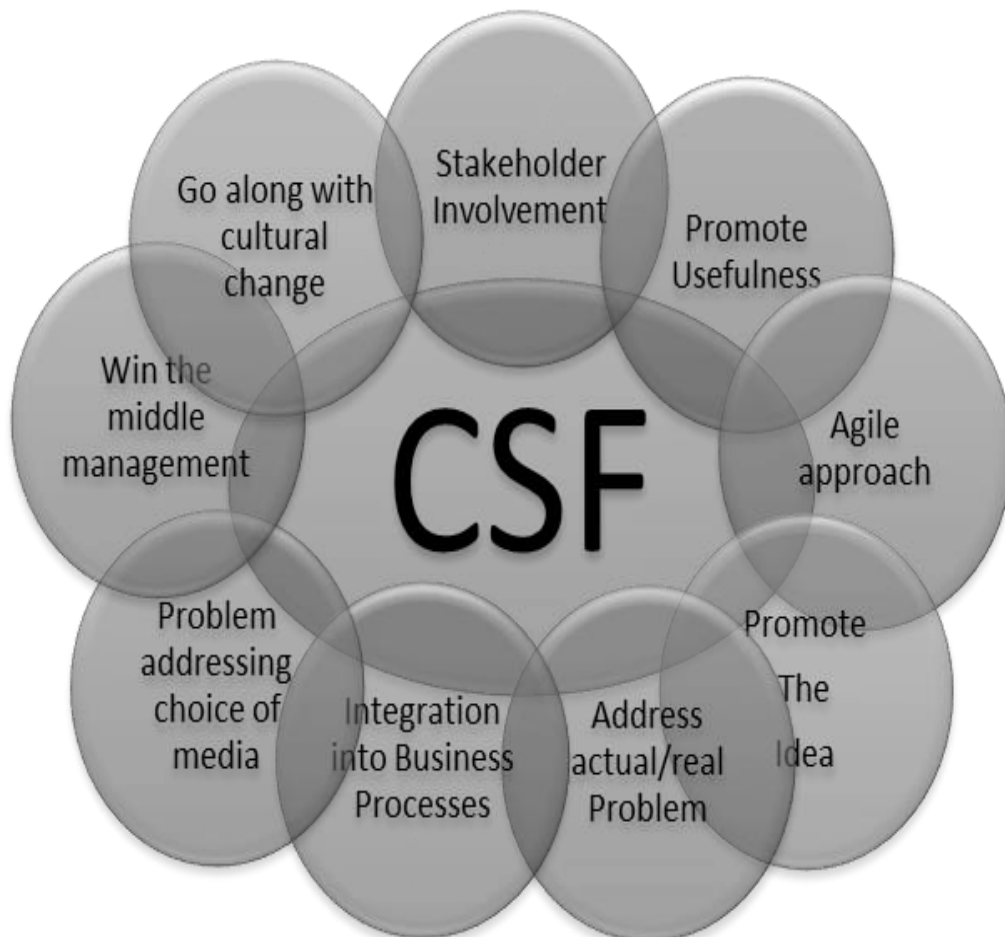 Stakeholder
Involvement
Promote
Usefulness
Agile
approach
Promote
The
Idea
Address
actual/real
Problem
Integration
into Business
Processes
Problem
addressing
choice of
media
Win the
middle
management
Go along with
cultural
change
CSF